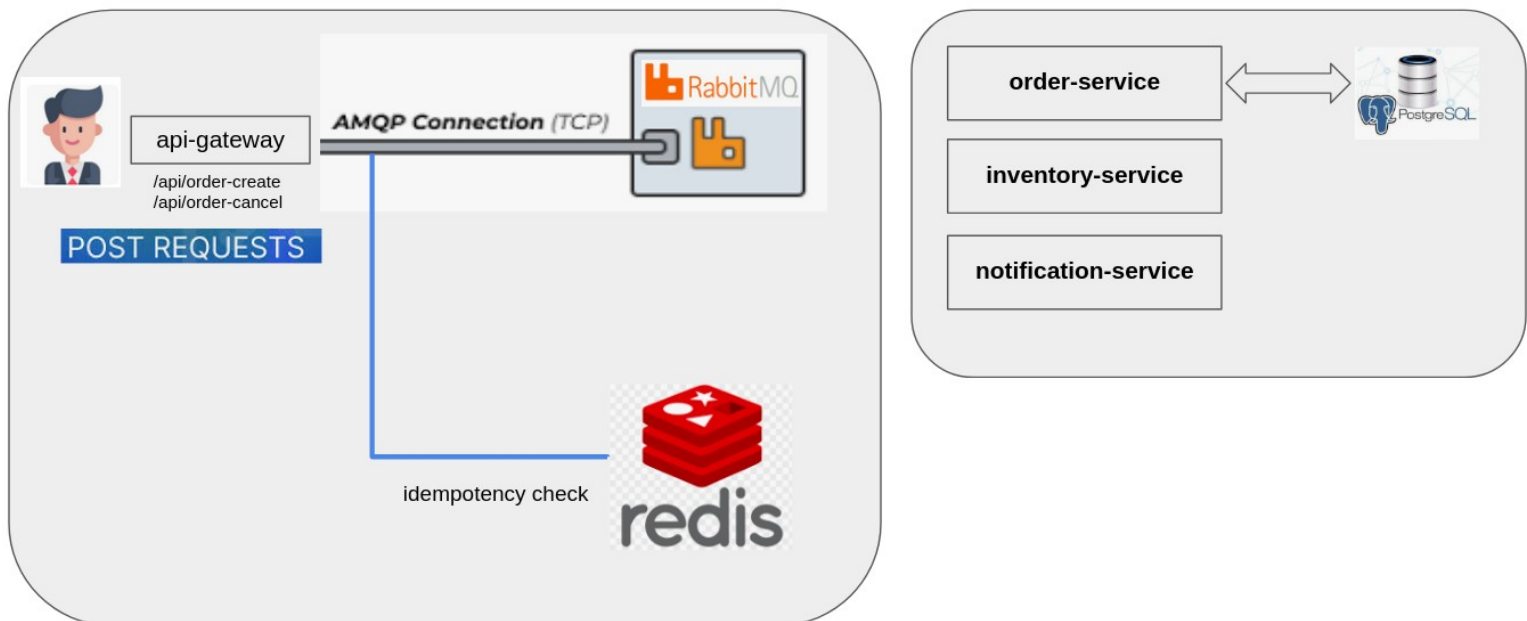 api-gateway
/api/order-create
/api/order-cancel
POST REQUESTS
AMQP Connection (TCP)
RabbitMQ
idempotency check
redis
order-service
PostgreSQL
inventory-service
notification-service